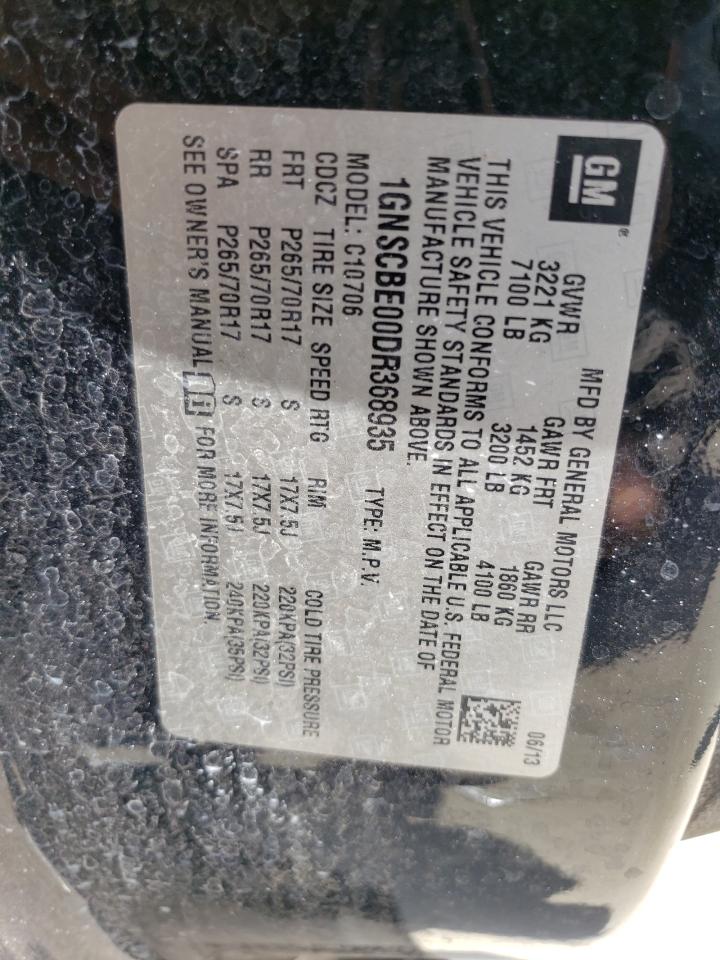 GM®
MFD BY GENERAL MOTORS LLC 06/13
GVWR GAWR FRT GAWR RR
3221 KG 1452 KG 1860 KG
7100 LB 3200 LB 4100 LB
THIS VEHICLE CONFORMS TO ALL APPLICABLE U.S. FEDERAL MOTOR
VEHICLE SAFETY STANDARDS IN EFFECT ON THE DATE OF
MANUFACTURE SHOWN ABOVE.
1GNSCBE00DR368935 TYPE: M.P.V.
MODEL: C10706
CDCZ TIRE SIZE SPEED RTG RIM COLD TIRE PRESSURE
FRT P265/70R17 S 17X7.5J 220KPA(32PSI)
RR P265/70R17 S 17X7.5J 220KPA(32PSI)
SPA P265/70R17 S 17X7.5J 240KPA(35PSI)
SEE OWNER'S MANUAL FOR MORE INFORMATION.